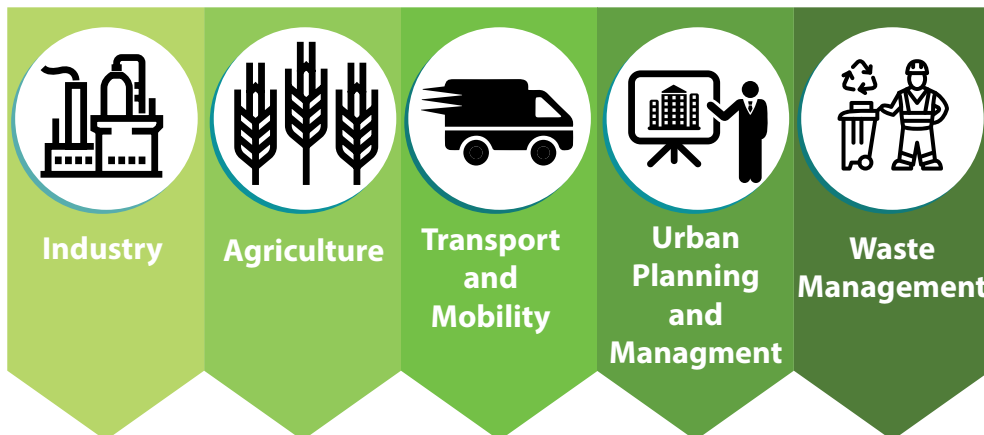 Industry
Agriculture
Transport
and
Mobility
Urban
Planning
and
Managment
Waste
Management